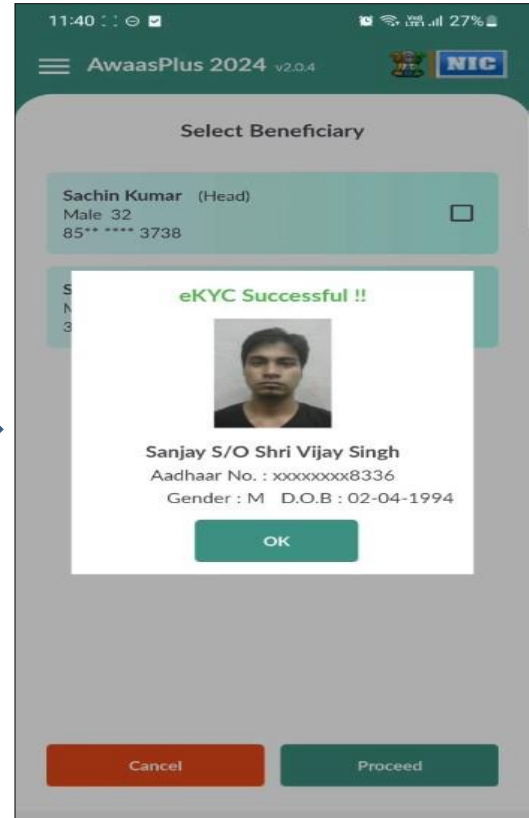 11:40
27%
AwaasPlus 2024 v2.0.4
NIC
Select Beneficiary
Sachin Kumar (Head)
Male 32
85** **** 3738
S
3
eKYC Successful !!
Sanjay S/O Shri Vijay Singh
Aadhaar No. : xxxxxxxx8336
Gender : M D.O.B : 02-04-1994
OK
Cancel
Proceed